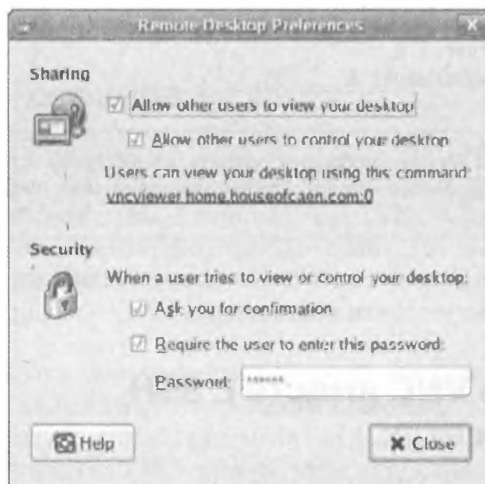 Remote Desktop Preferences
Sharing
Allow other users to view your desktop
Allow other users to control your desktop
Users can view your desktop using this command:
vncviewer home.houseofcaen.com:0
Security
When a user tries to view or control your desktop:
Ask you for confirmation
Require the user to enter this password:
Password: ******
Help
Close